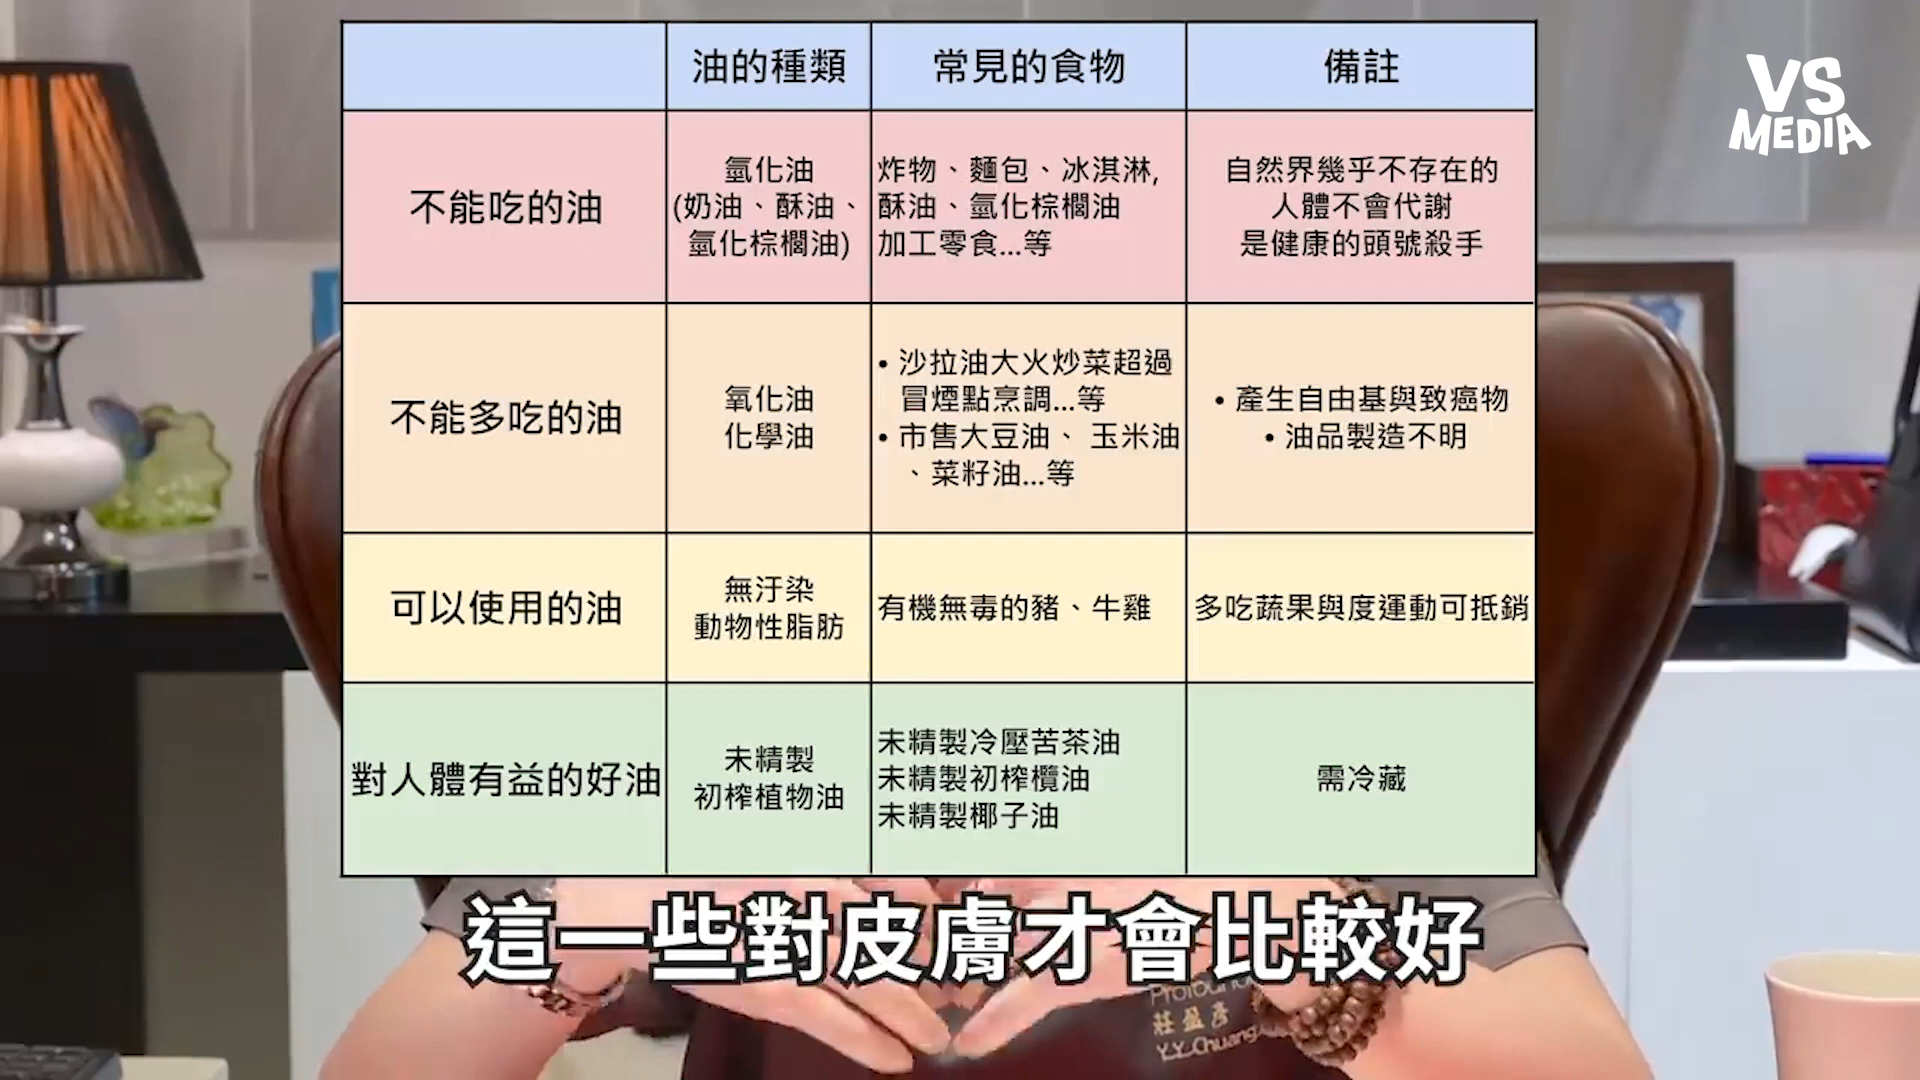 VS
MEDIA
油的種類
常見的食物
備註
不能吃的油
氫化油
(奶油、酥油、
氫化棕櫚油)
炸物、麵包、冰淇淋,
酥油、氫化棕櫚油
加工零食...等
自然界幾乎不存在的
人體不會代謝
是健康的頭號殺手
不能多吃的油
氧化油
化學油
• 沙拉油大火炒菜超過
冒煙點烹調...等
• 市售大豆油、 玉米油
、菜籽油...等
• 產生自由基與致癌物
• 油品製造不明
可以使用的油
無汙染
動物性脂肪
有機無毒的豬、牛雞
多吃蔬果與度運動可抵銷
對人體有益的好油
未精製
初榨植物油
未精製冷壓苦茶油
未精製初榨欖油
未精製椰子油
需冷藏
這一些對皮膚才會比較好
莊盈彥
Y.Y. Chuang